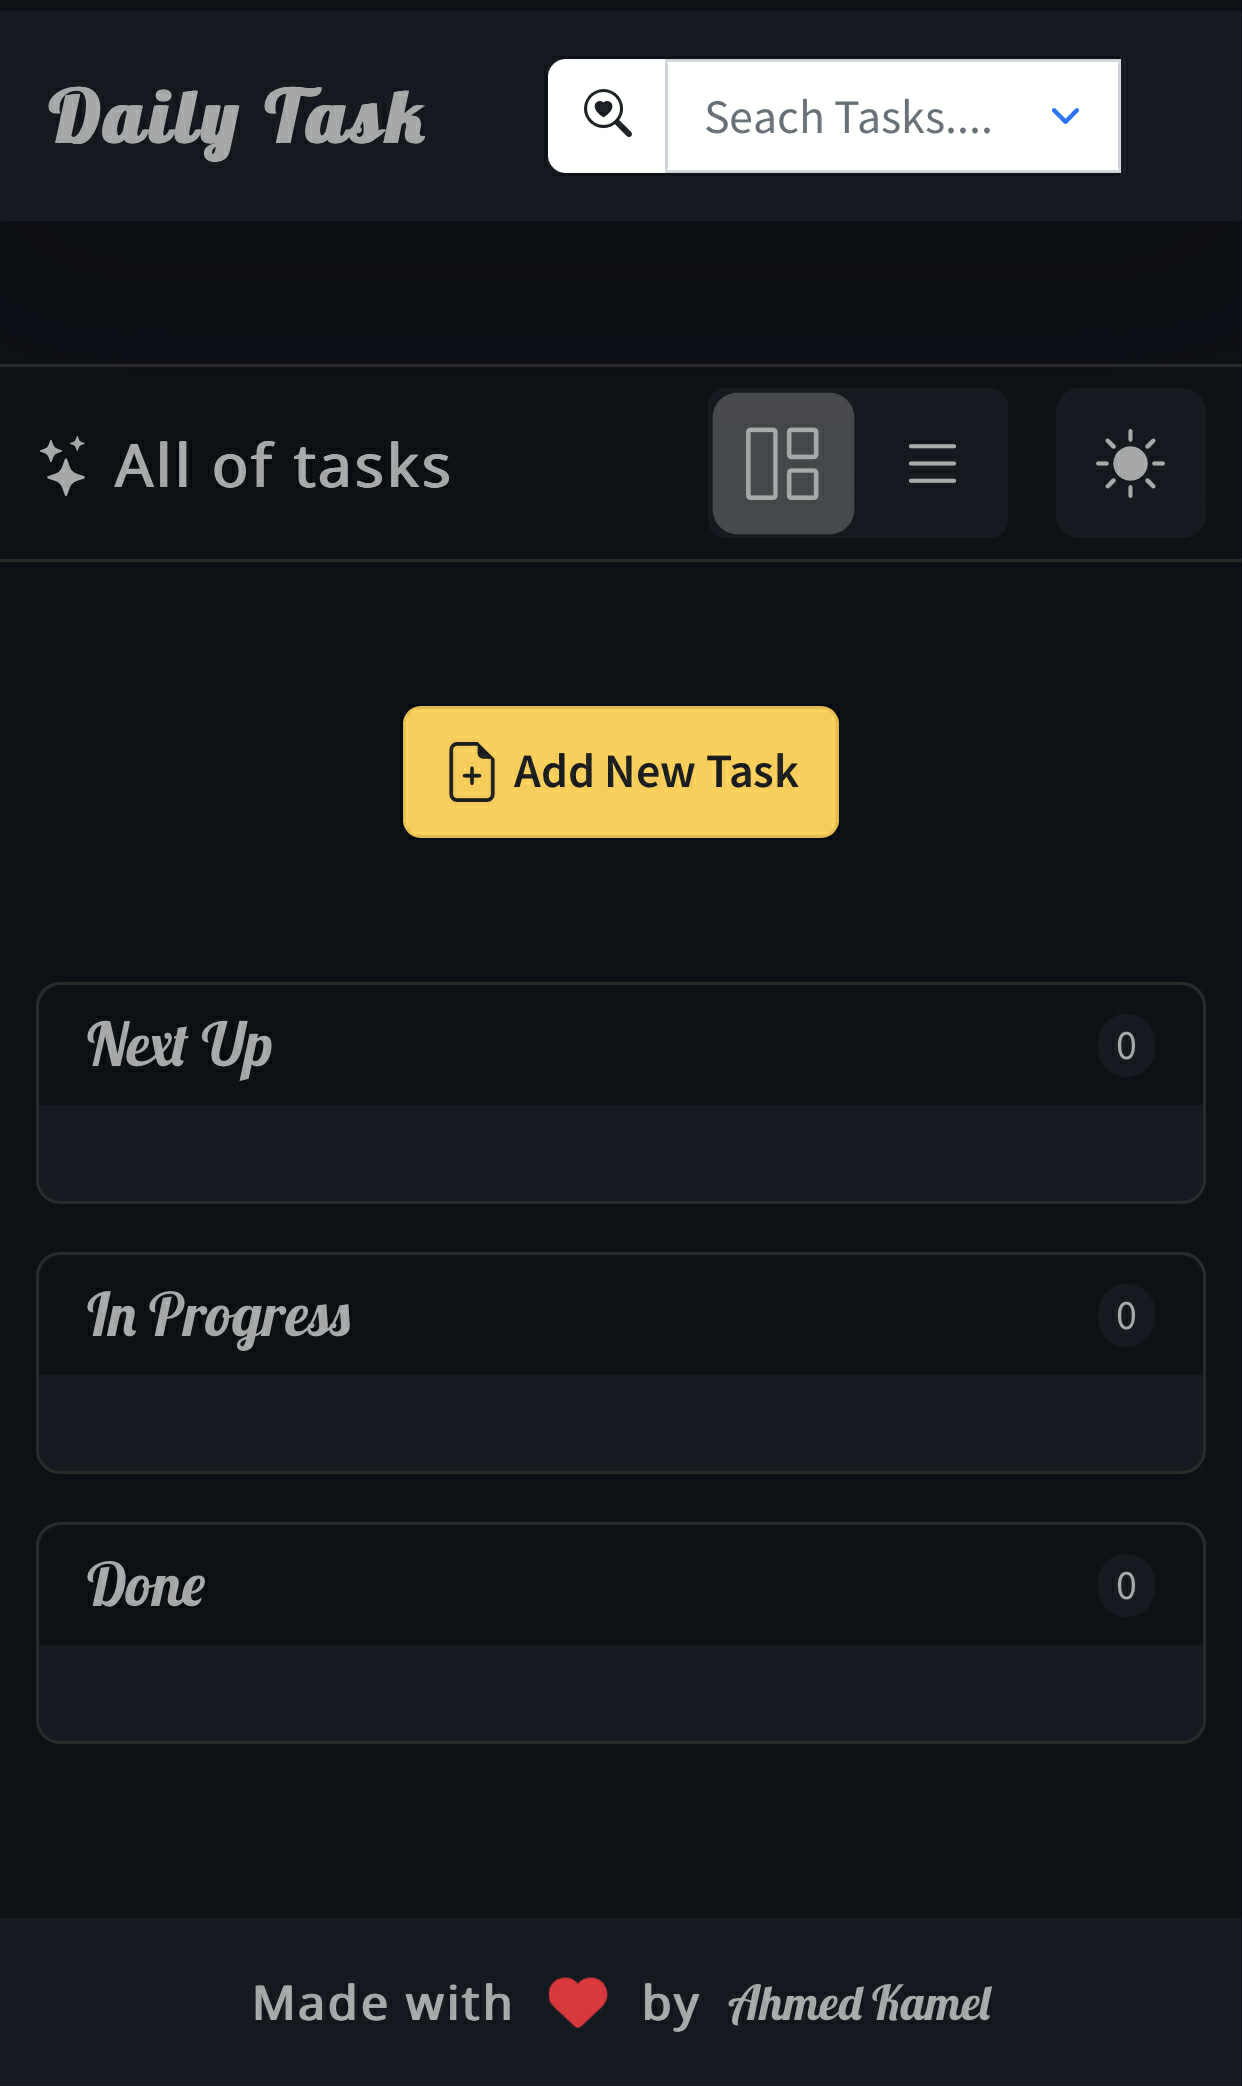 Daily Task
Seach Tasks....
All of tasks
Add New Task
Next Up
0
In Progress
0
Done
0
Made with by Ahmed Kamel